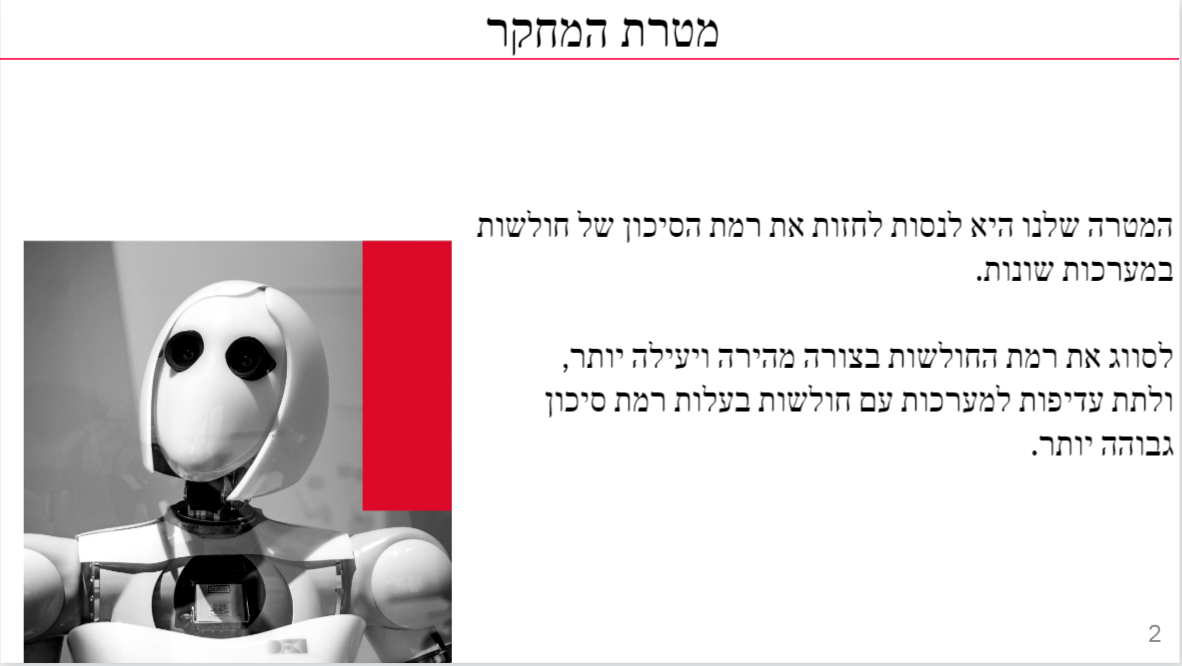 מטרת המחקר
המטרה שלנו היא לנסות לחזות את רמת הסיכון של חולשות
במערכות שונות.
לסווג את רמת החולשות בצורה מהירה ויעילה יותר,
ולתת עדיפות למערכות עם חולשות בעלות רמת סיכון
גבוהה יותר.
2